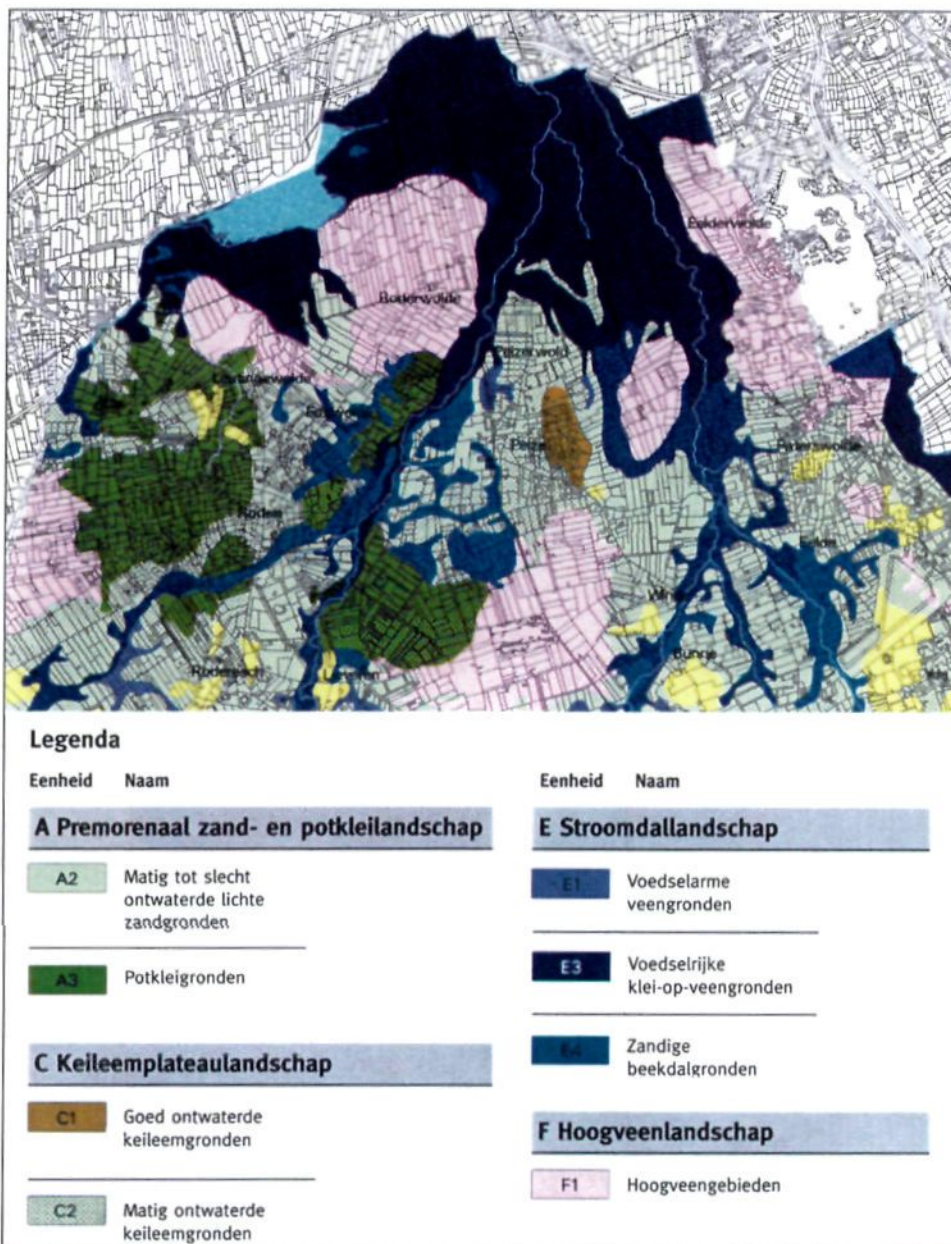 Roderwolde
Eelderwolde
Peizerwold
Roden
Bunne
Legenda
Eenheid Naam
A Premorenaal zand- en potkleilandschap
A2 Matig tot slecht
ontwaterde lichte
zandgronden
A3 Potkleigronden
C Keileemplateaulandschap
C1 Goed ontwaterde
keileemgronden
C2 Matig ontwaterde
keileemgronden
Eenheid Naam
E Stroomdallandschap
E1 Voedselarme
veengronden
E3 Voedselrijke
klei-op-veengronden
E4 Zandige
beekdalgronden
F Hoogveenlandschap
F1 Hoogveengebieden